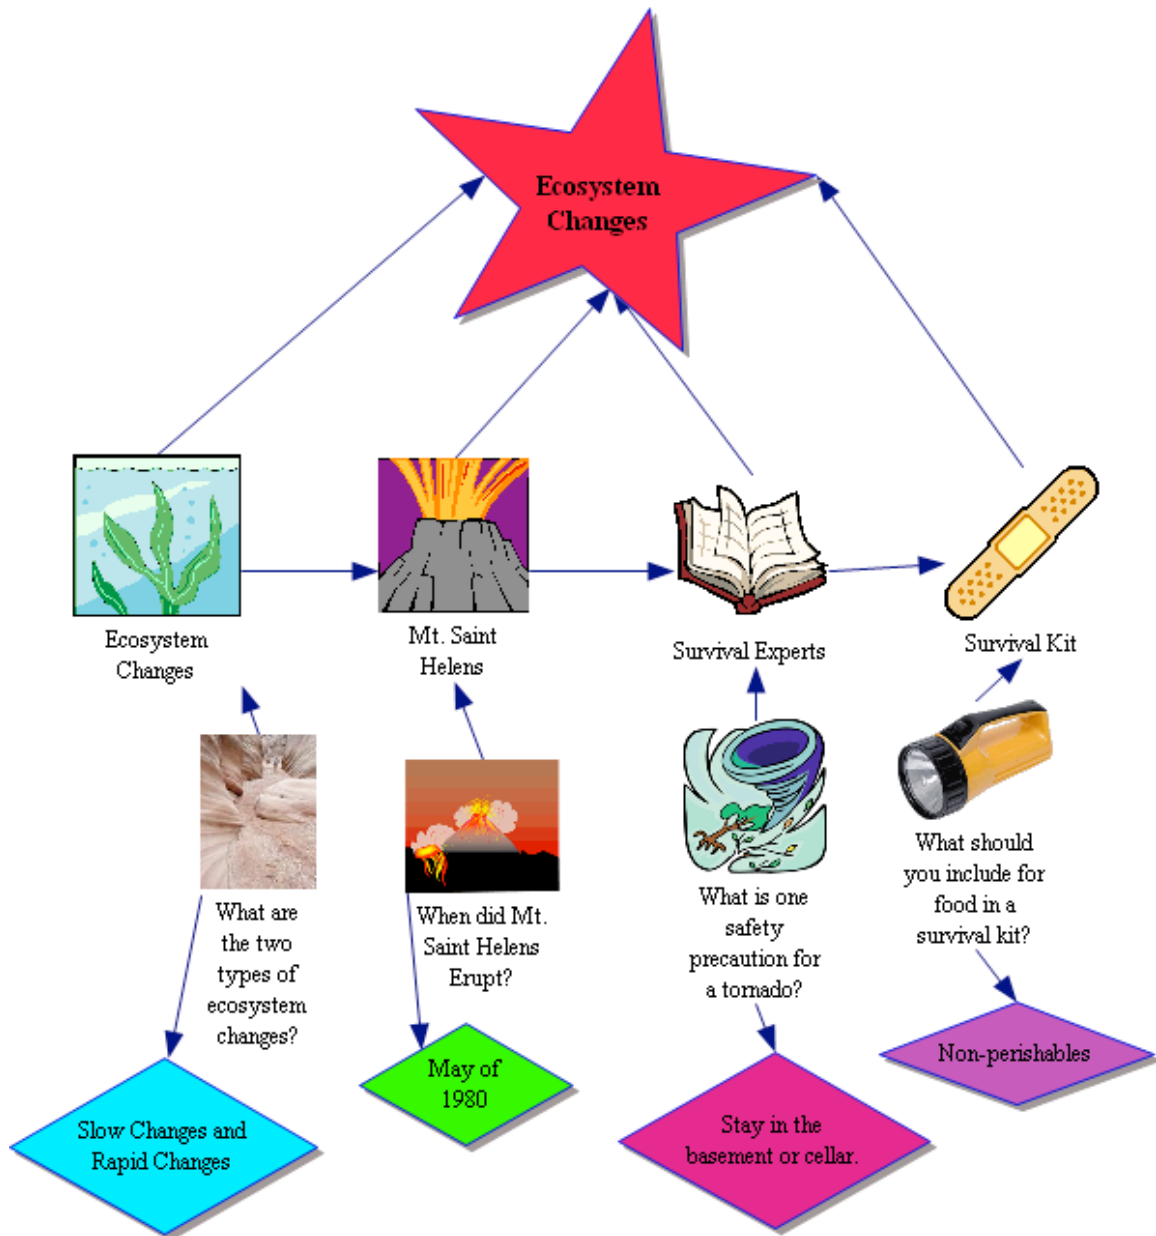 Ecosystem
Changes
Ecosystem
Changes
Mt. Saint
Helens
Survival Experts
Survival Kit
What are
the two
types of
ecosystem
changes?
When did Mt.
Saint Helens
Erupt?
What is one
safety
precaution for
a tornado?
What should
you include for
food in a
survival kit?
Slow Changes and
Rapid Changes
May of
1980
Stay in the
basement or cellar.
Non-perishables